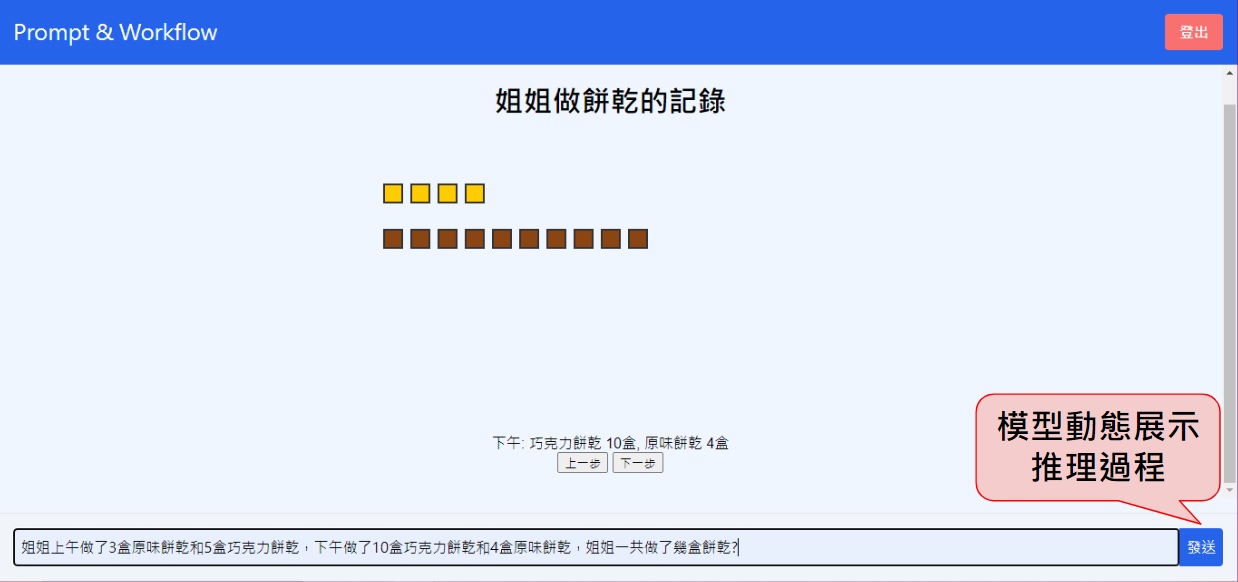 Prompt & Workflow
登出
姐姐做餅乾的記錄
下午: 巧克力餅乾 10盒, 原味餅乾 4盒
上一步 下一步
模型動態展示
推理過程
姐姐上午做了3盒原味餅乾和5盒巧克力餅乾，下午做了10盒巧克力餅乾和4盒原味餅乾，姐姐一共做了幾盒餅乾?
發送